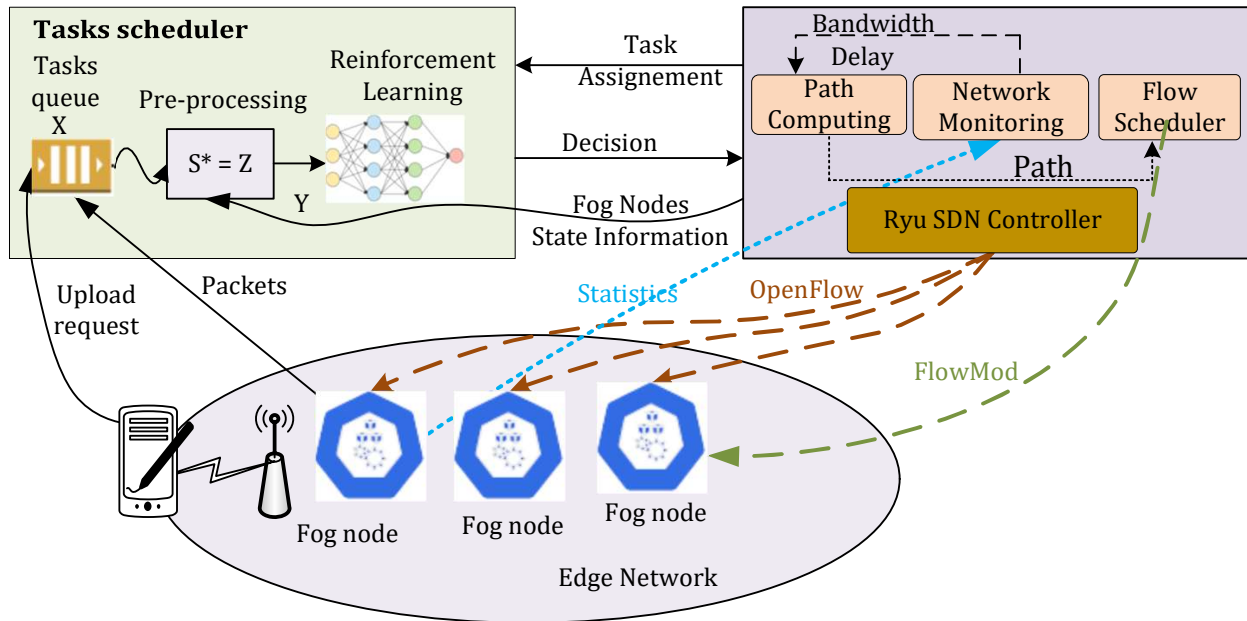 Tasks scheduler
Tasks
queue
X
Pre-processing
S* = Z
Y
Reinforcement
Learning
Task
Assignement
Decision
Fog Nodes
State Information
Bandwidth
Delay
Path
Computing
Network
Monitoring
Flow
Scheduler
Path
Ryu SDN Controller
Upload
request
Packets
Statistics
OpenFlow
FlowMod
Fog node
Fog node
Fog node
Edge Network